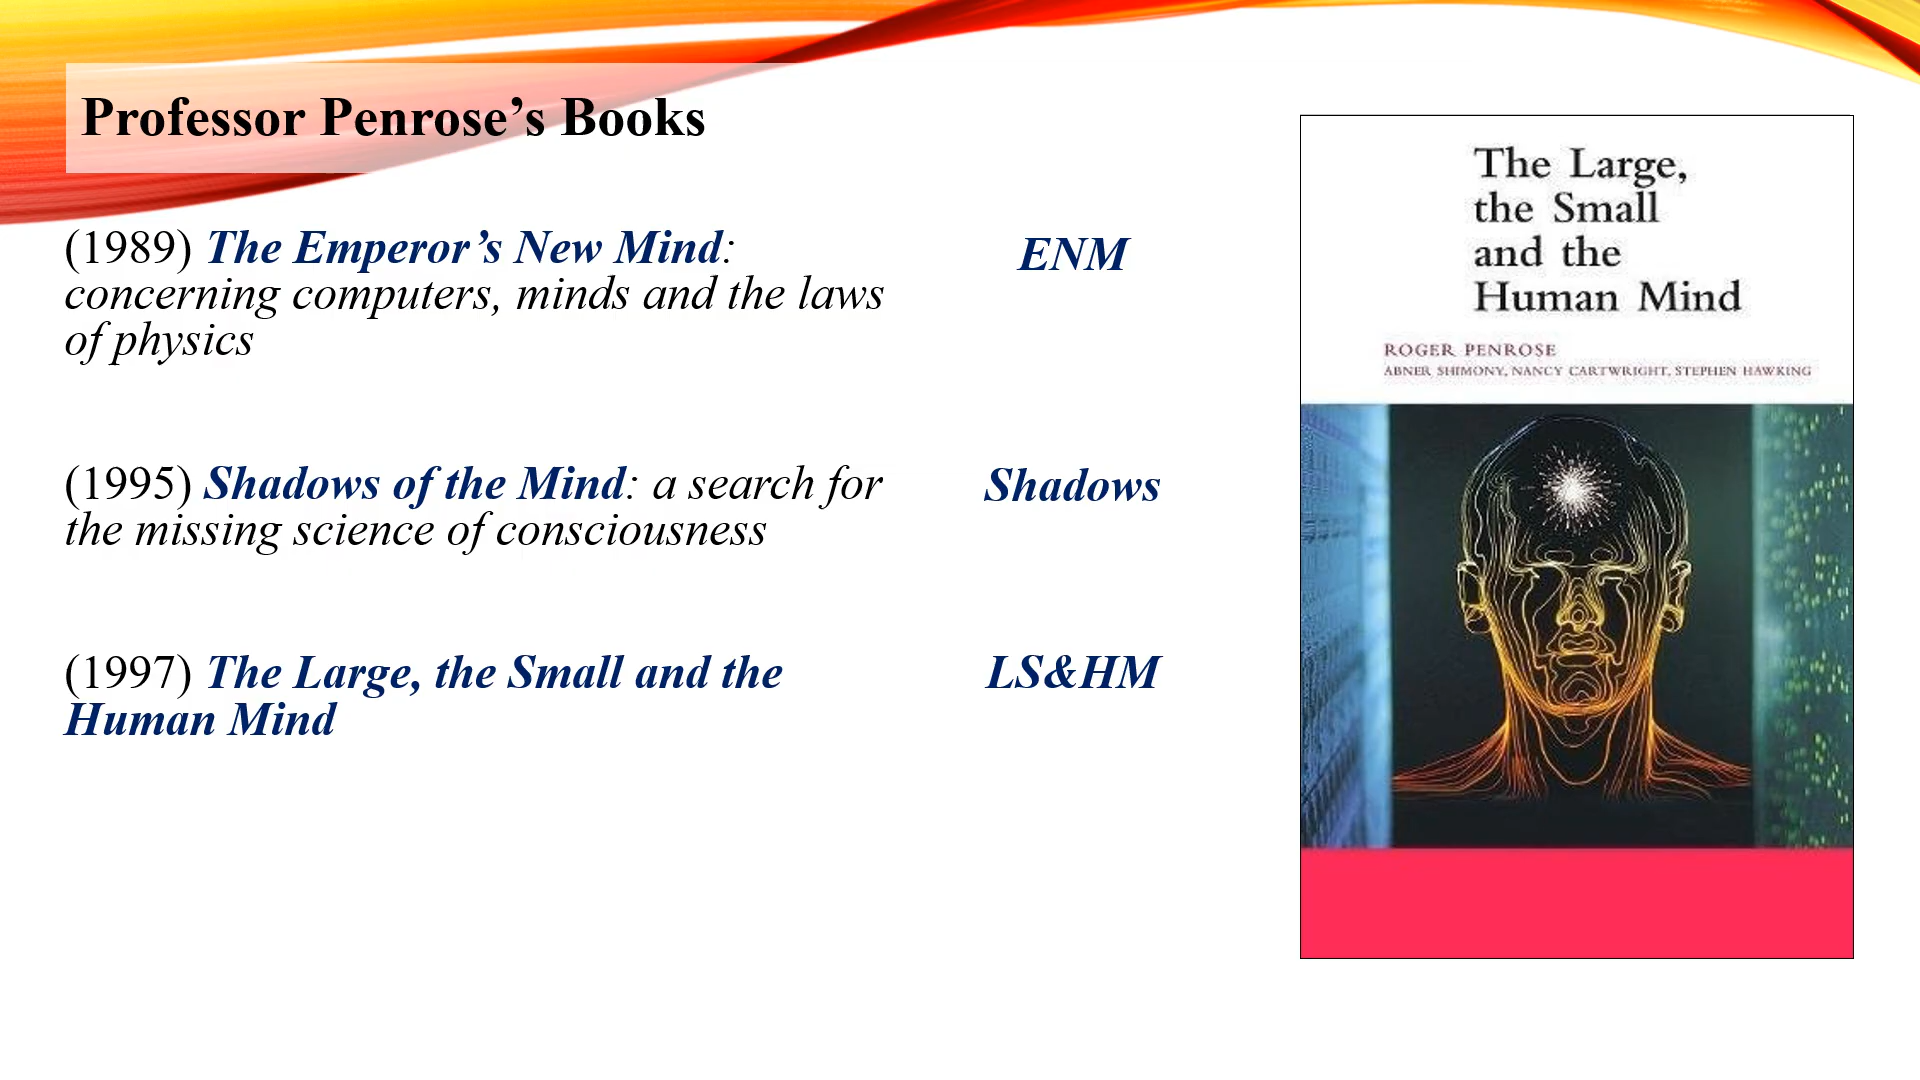 Professor Penrose’s Books
(1989) The Emperor’s New Mind:
concerning computers, minds and the laws
of physics
ENM
(1995) Shadows of the Mind: a search for
the missing science of consciousness
Shadows
(1997) The Large, the Small and the
Human Mind
LS&HM
The Large,
the Small
and the
Human Mind
ROGER PENROSE
ABNER SHIMONY, NANCY CARTWRIGHT, STEPHEN HAWKING